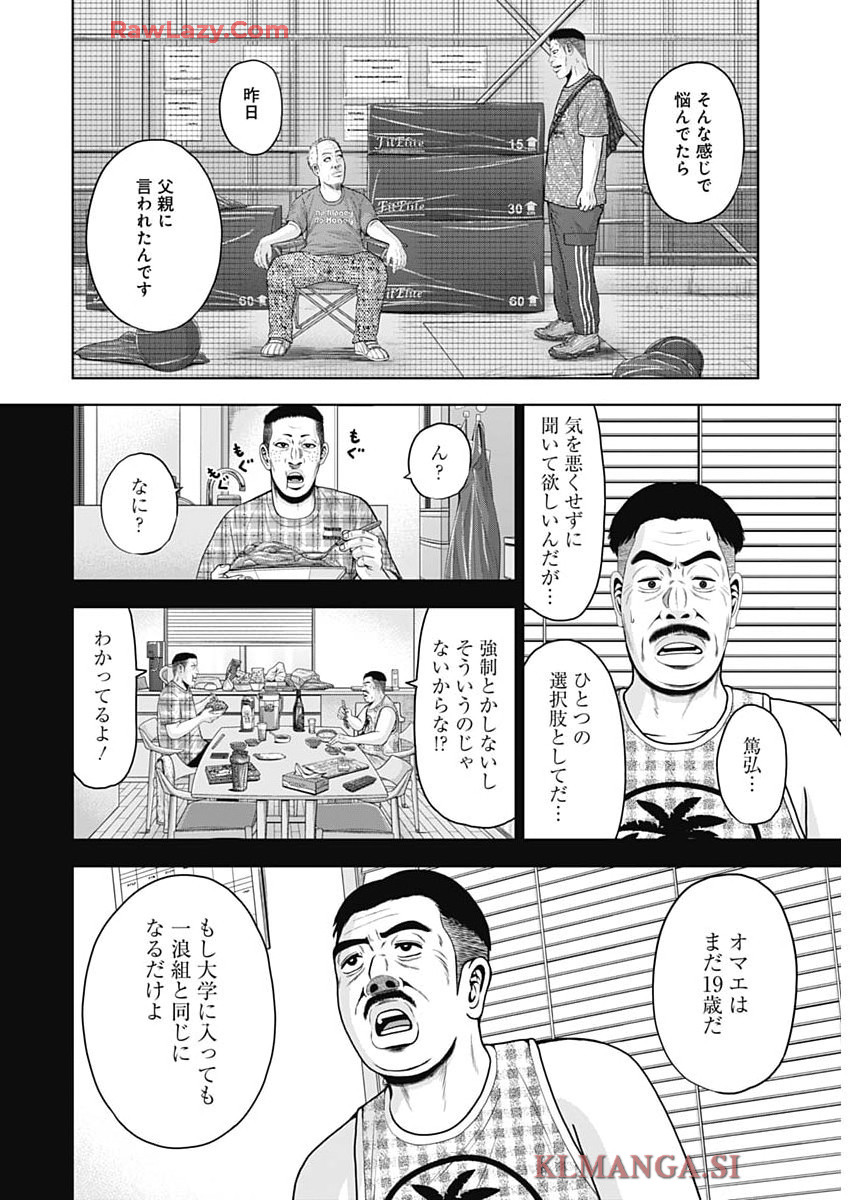 RawLazy.Com
そんな感じで
悩んでたら
昨日
父親に
言われたんです
FitElite
15
FitElite
30
FitElite
60
60
No Money
No Honey
気を悪くせずに
聞いて欲しいんだが…
篤弘…
ひとつの
選択肢としてだ…
ん?
もぐ
もぐ
なに?
強制とかしないし
そういうのじゃ
ないからな!?
わかってるよ!
オマエは
まだ19歳だ
もし大学に入っても
一浪組と同じに
なるだけよ
KLMANGA.SI